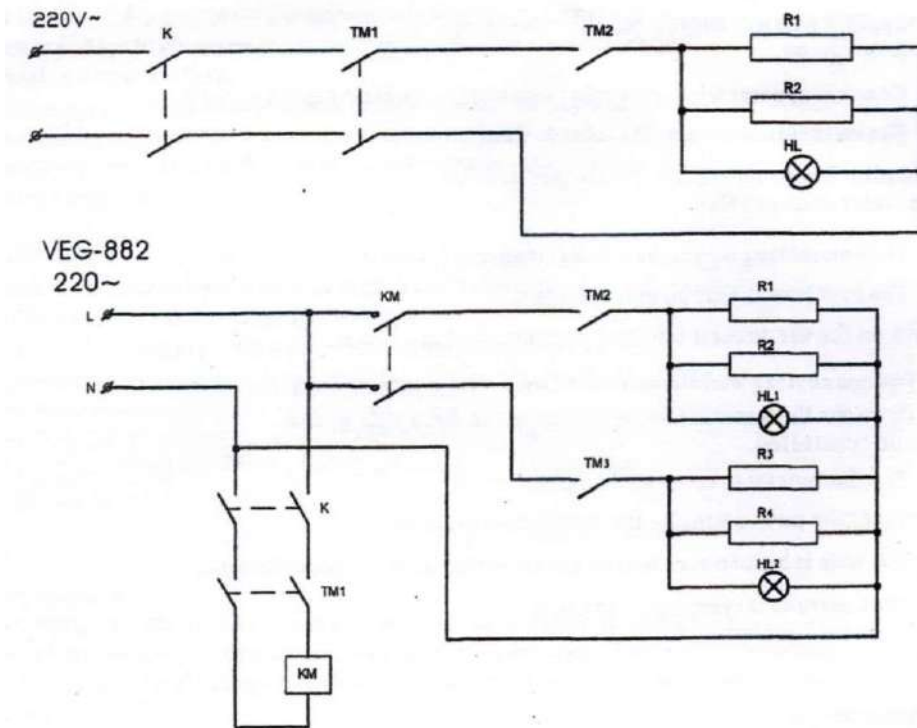 220V~
K
TM1
TM2
R1
R2
HL
VEG-882
220~
L
N
KM
TM2
R1
R2
HL1
TM3
R3
R4
HL2
K
TM1
KM